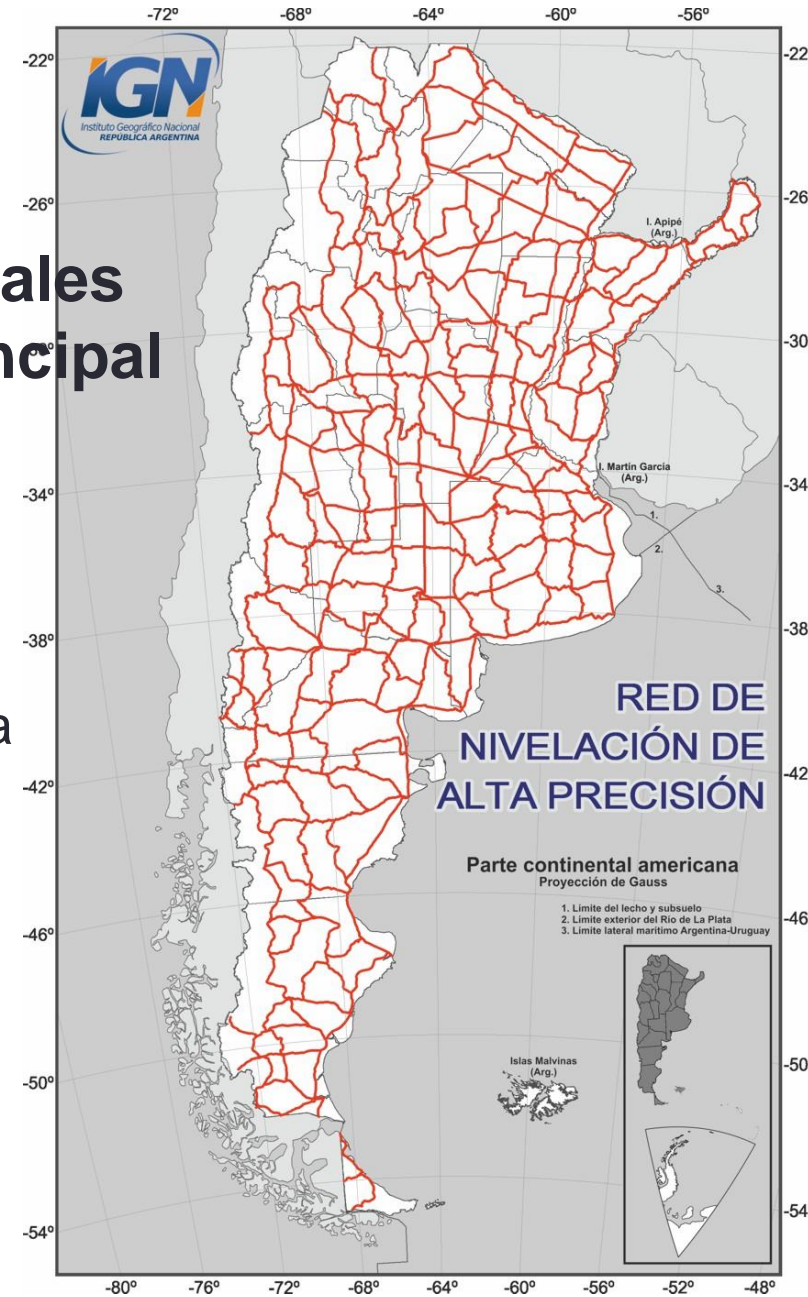 -72º -68º -64º -60º -56º
-22º
-22
IGN
Instituto Geográfico Nacional
REPÚBLICA ARGENTINA
-26º
-26
I. Apipé
(Arg.)
ales
-30
ncipal
I. Martín García
(Arg.)
-34º
-34
1.
2.
3.
-38º
-38
RED DE
a
NIVELACIÓN DE
-42º
-42
ALTA PRECISIÓN
Parte continental americana
Proyección de Gauss
1. Limite del lecho y subsuelo
2. Limite exterior del Río de La Plata
3. Limite lateral marítimo Argentina-Uruguay
-46º
-46
Islas Malvinas
(Arg.)
-50º
-50
-54º
-54
-80º -76º -72º -68º -64º -60º -56º -52º -48º